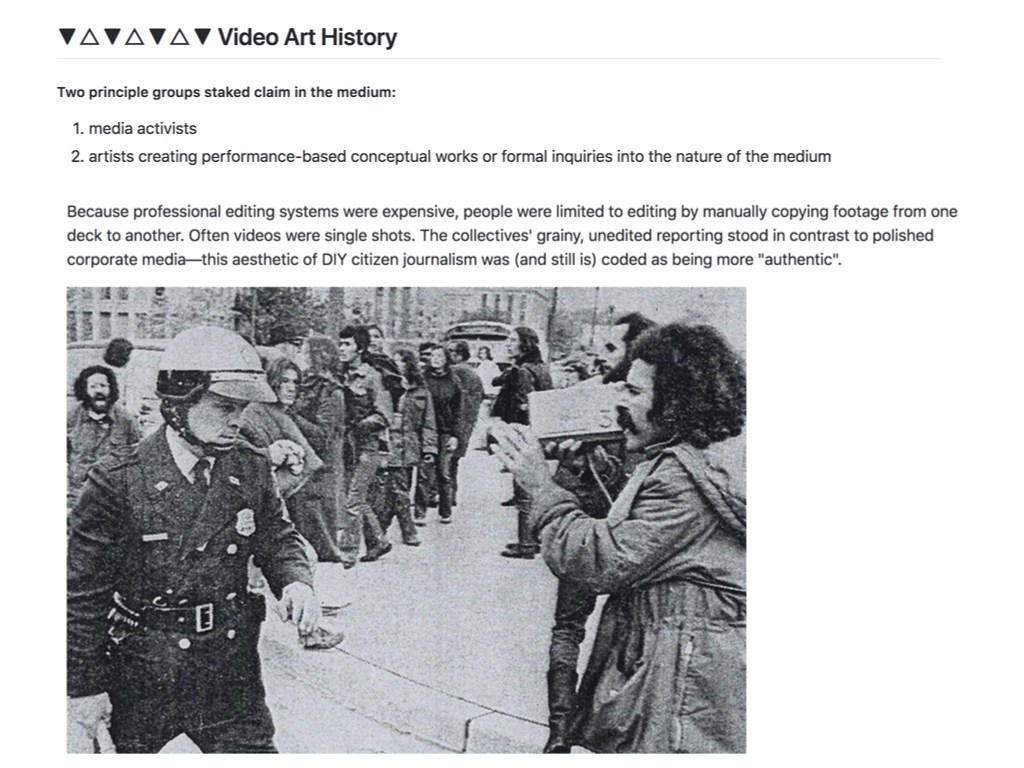 ▼△▼△▼△▼ Video Art History
Two principle groups staked claim in the medium:
1. media activists
2. artists creating performance-based conceptual works or formal inquiries into the nature of the medium
Because professional editing systems were expensive, people were limited to editing by manually copying footage from one
deck to another. Often videos were single shots. The collectives' grainy, unedited reporting stood in contrast to polished
corporate media—this aesthetic of DIY citizen journalism was (and still is) coded as being more "authentic".